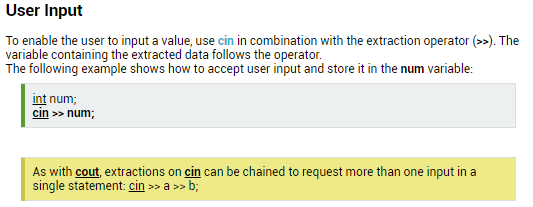 User Input
To enable the user to input a value, use cin in combination with the extraction operator (>>). The
variable containing the extracted data follows the operator.
The following example shows how to accept user input and store it in the num variable:
int num;
cin >> num;
As with cout, extractions on cin can be chained to request more than one input in a
single statement: cin >> a >> b;